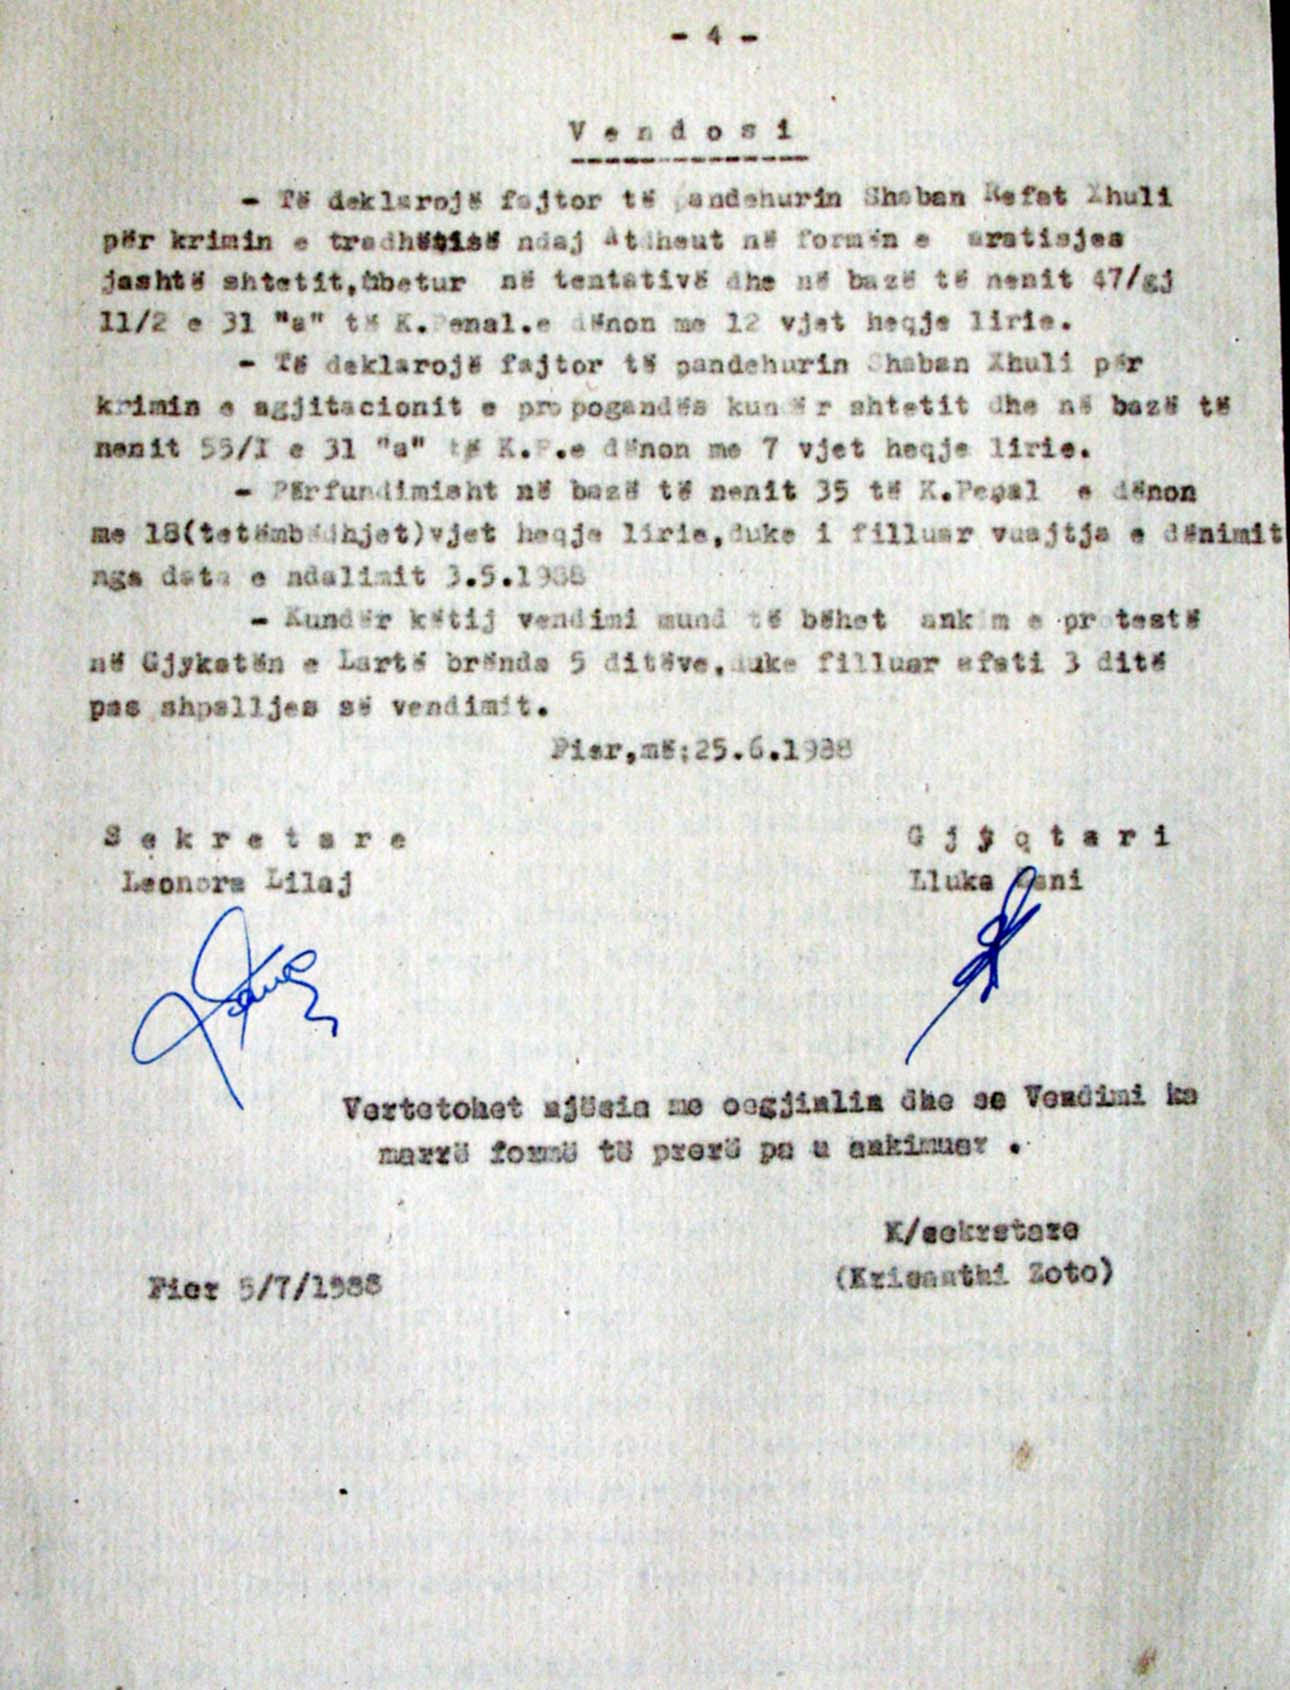 - 4 -
V e n d o s i
- Të deklarojë fajtor të pandehurin Shaban Refat Xhuli
për krimin e tradhëtisë ndaj Atdheut në formën e aratisjes
jashtë shtetit, mbetur në tentativë dhe në bazë të nenit 47/gj
11/2 e 31 "a" të K.Penal.e dënon me 12 vjet heqje lirie.
- Të deklarojë fajtor të pandehurin Shaban Xhuli për
krimin e agjitacionit e propogandës kundër shtetit dhe në bazë të
nenit 55/I e 31 "a" të K.P.e dënon me 7 vjet heqje lirie.
- Përfundimisht në bazë të nenit 35 të K.Penal e dënon
me 18(tetëmbëdhjet)vjet heqje lirie,duke i filluar vuajtja e dënimit
nga data e ndalimit 3.5.1988
- Kundër këtij vendimi mund të bëhet ankim e protestë
në Gjykatën e Lartë brënda 5 ditëve,duke filluar afati 3 ditë
pas shpalljes së vendimit.
Fier,më:25.6.1988
S e k r e t a r e G j y q t a r i
Leonora Lilaj Lluka
Vertetohet njësia me oegjinalin dhe se Vendimi ka
marrë formë të prerë pa u ankimuar .
K/sekretare
(Krisanthi Zoto)
Fier 5/7/1988